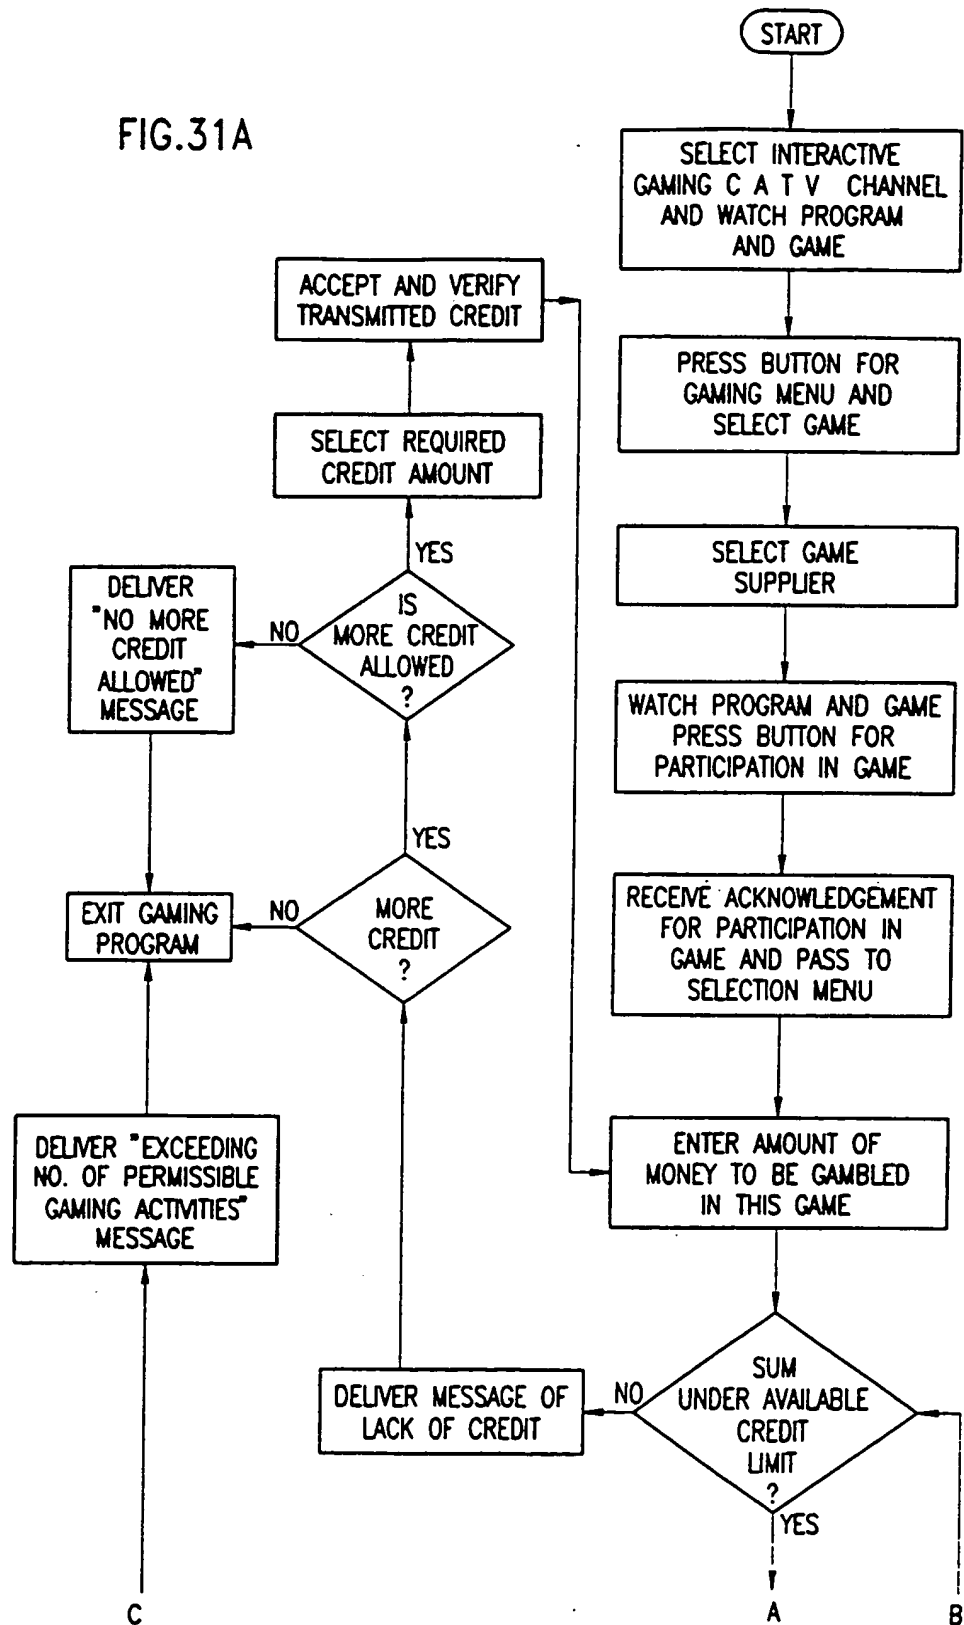 START
FIG.31A
SELECT INTERACTIVE
GAMING C A T V CHANNEL
AND WATCH PROGRAM
AND GAME
ACCEPT AND VERIFY
TRANSMITTED CREDIT
PRESS BUTTON FOR
GAMING MENU AND
SELECT GAME
SELECT REQUIRED
CREDIT AMOUNT
YES
SELECT GAME
SUPPLIER
DELIVER
"NO MORE
CREDIT
ALLOWED"
MESSAGE
NO
IS
MORE CREDIT
ALLOWED
?
WATCH PROGRAM AND GAME
PRESS BUTTON FOR
PARTICIPATION IN GAME
YES
EXIT GAMING
PROGRAM
NO
MORE
CREDIT
?
RECEIVE ACKNOWLEDGEMENT
FOR PARTICIPATION IN
GAME AND PASS TO
SELECTION MENU
DELIVER "EXCEEDING
NO. OF PERMISSIBLE
GAMING ACTIVITIES"
MESSAGE
ENTER AMOUNT OF
MONEY TO BE GAMBLED
IN THIS GAME
DELIVER MESSAGE OF
LACK OF CREDIT
NO
SUM
UNDER AVAILABLE
CREDIT
LIMIT
?
YES
C
A
B